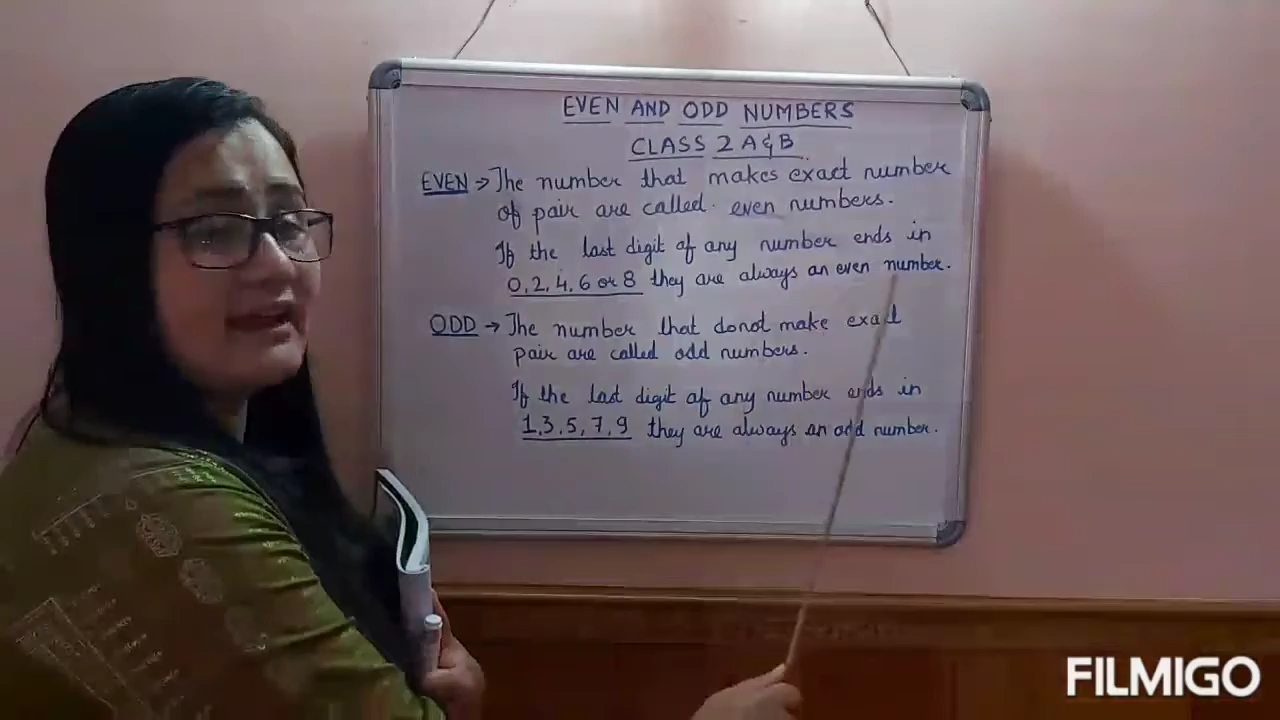 EVEN AND ODD NUMBERS
CLASS 2 A & B
EVEN → The number that makes exact number
of pair are called. even numbers.
If the last digit of any number ends in
0, 2, 4, 6 or 8 they are always an even number.
ODD → The number that donot make exact
pair are called odd numbers.
If the last digit of any number ends in
1, 3, 5, 7, 9 they are always an odd number.
FILMIGO